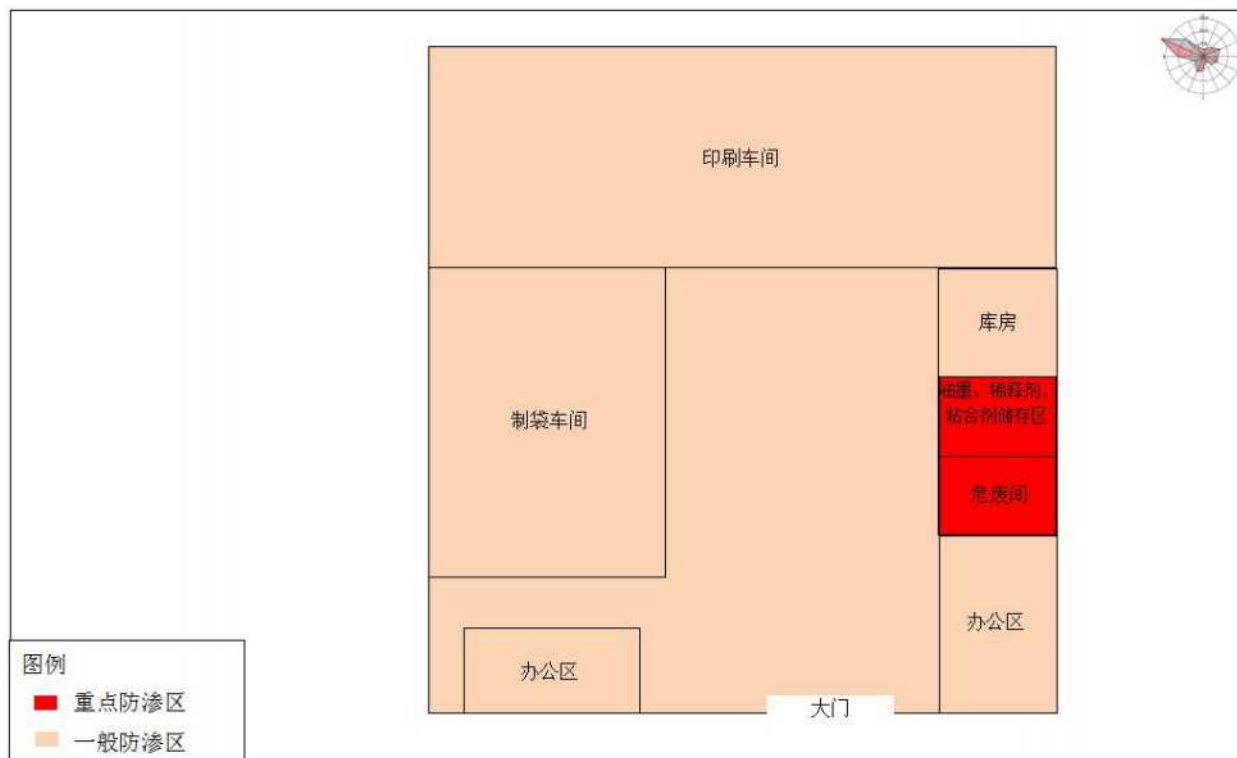 印刷车间
库房
油墨、稀释剂、
粘合剂储存区
制袋车间
危废间
办公区
办公区
大门
图例
重点防渗区
一般防渗区